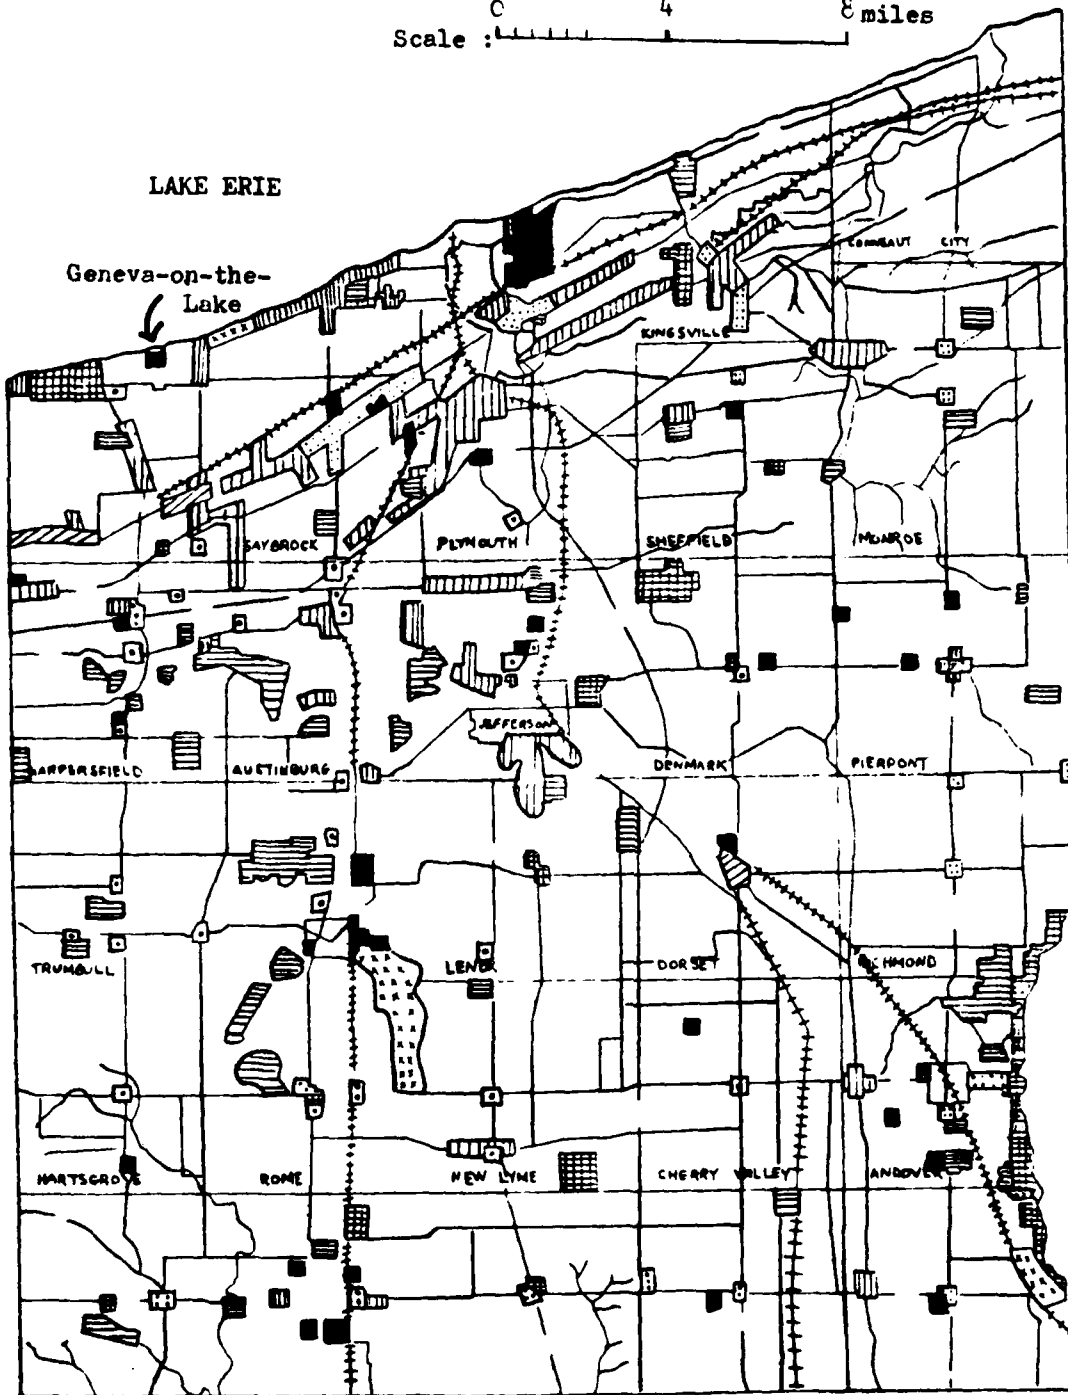 0 4 8 miles
Scale :
LAKE ERIE
Geneva-on-the-
Lake
CONNEAUT CITY
KINGSVILLE
SAYBROCK PLYMOUTH SHEFFIELD MONROE
JEFFERSON
HARPERSFIELD AUSTINBURG DENMARK PIERPONT
TRUMBULL LENOX DORSET CHMOND
HARTSGROVE ROME NEW LYME CHERRY VALLEY ANDOVER